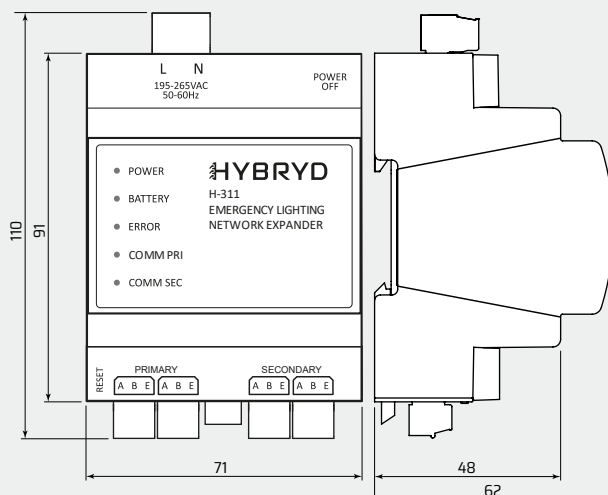 L N
195-265VAC
50-60Hz
POWER
OFF
POWER
BATTERY
ERROR
COMM PRI
COMM SEC
HYBRYD
H-311
EMERGENCY LIGHTING
NETWORK EXPANDER
110
91
RESET
PRIMARY
A B E A B E
SECONDARY
A B E A B E
71
48
62